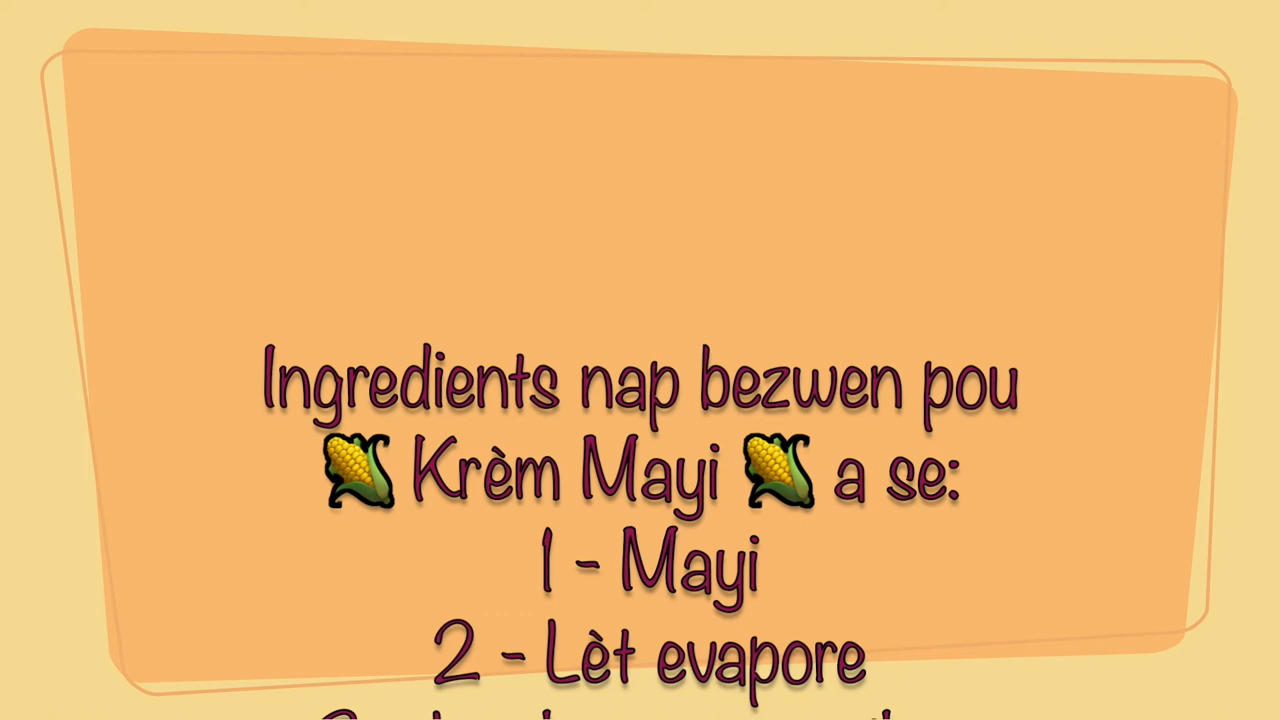 Ingredients nap bezwen pou
🌽 Krèm Mayi 🌽 a se:
1 - Mayi
2 - Lèt evapore